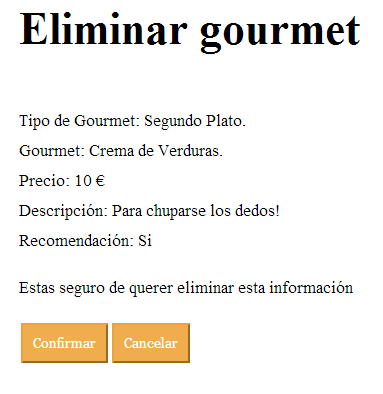 Eliminar gourmet
Tipo de Gourmet: Segundo Plato.
Gourmet: Crema de Verduras.
Precio: 10 €
Descripción: Para chuparse los dedos!
Recomendación: Si
Estas seguro de querer eliminar esta información
Confirmar Cancelar